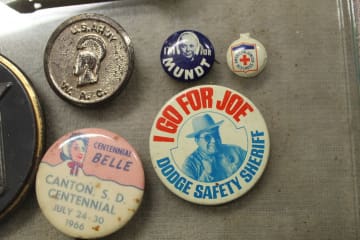 U.S. ARMY
W.A.C.
I'M FOR
MUNDT
I GO FOR JOE
DODGE SAFETY SHERIFF
CENTENNIAL
BELLE
CANTON, S. D.
CENTENNIAL
JULY 24-30
1966